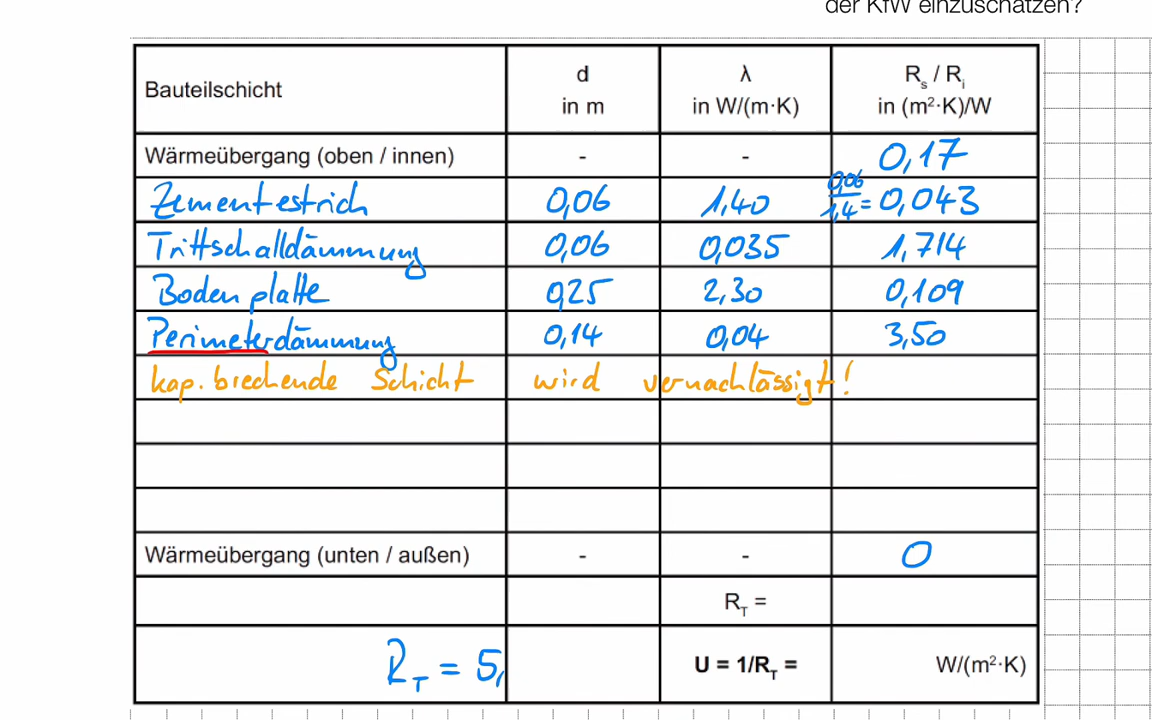 der KfW einzuschätzen?
Bauteilschicht d in m λ in W/(m·K) Rs / Ri in (m²·K)/W
Wärmeübergang (oben / innen) - - 0,17
Zementestrich 0,06 1,40 0,06/1,4 = 0,043
Trittschalldämmung 0,06 0,035 1,714
Bodenplatte 0,25 2,30 0,109
Perimeterdämmung 0,14 0,04 3,50
kap. brechende Schicht wird vernachlässigt!
Wärmeübergang (unten / außen) - - 0
RT =
RT = 5, U = 1/RT = W/(m²·K)